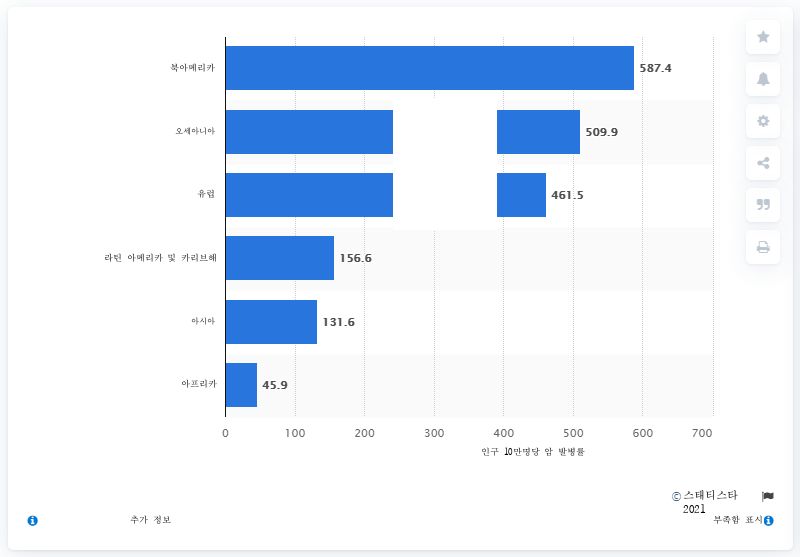 북아메리카
587.4
오세아니아
509.9
유럽
461.5
라틴 아메리카 및 카리브해
156.6
아시아
131.6
아프리카
45.9
0 100 200 300 400 500 600 700
인구 10만명당 암 발병률
© 스태티스타
2021
추가 정보
부족함 표시